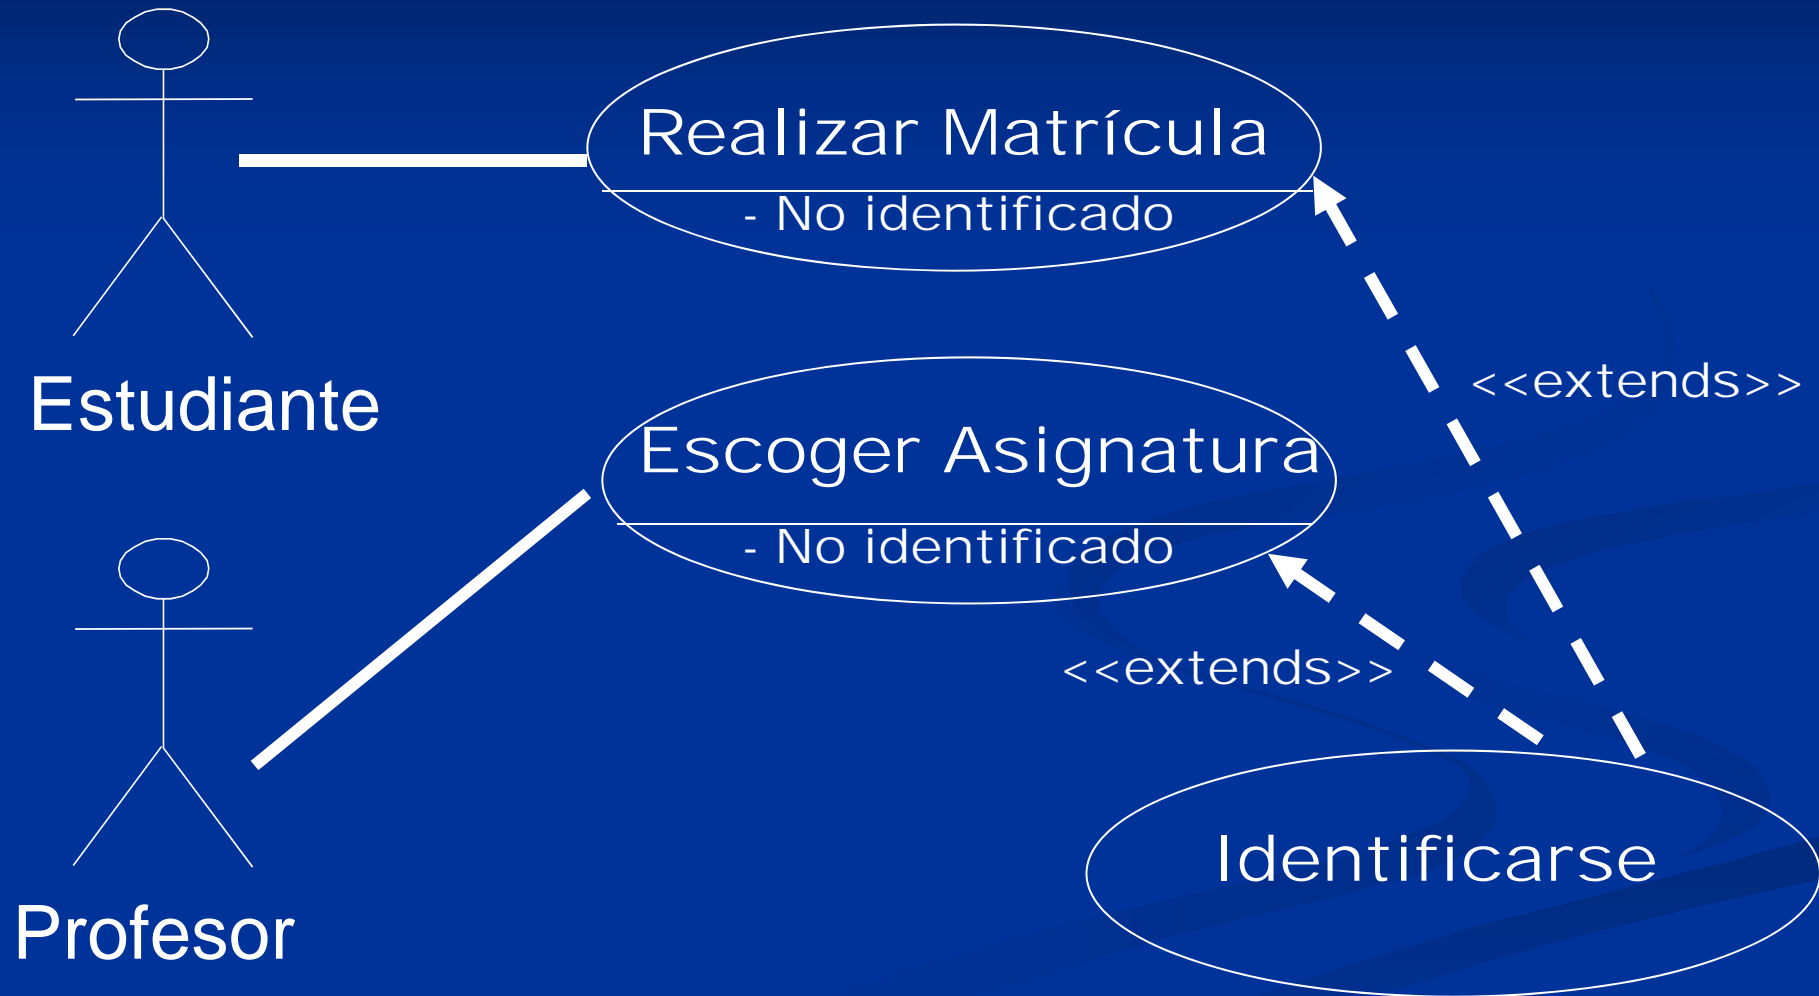 Realizar Matrícula
- No identificado
Estudiante
<<extends>>
Escoger Asignatura
- No identificado
<<extends>>
Identificarse
Profesor